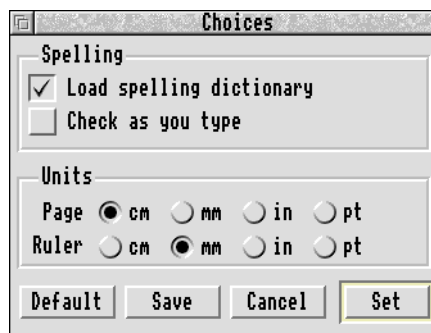 Choices
Spelling
Load spelling dictionary
Check as you type
Units
Page cm mm in pt
Ruler cm mm in pt
Default Save Cancel Set